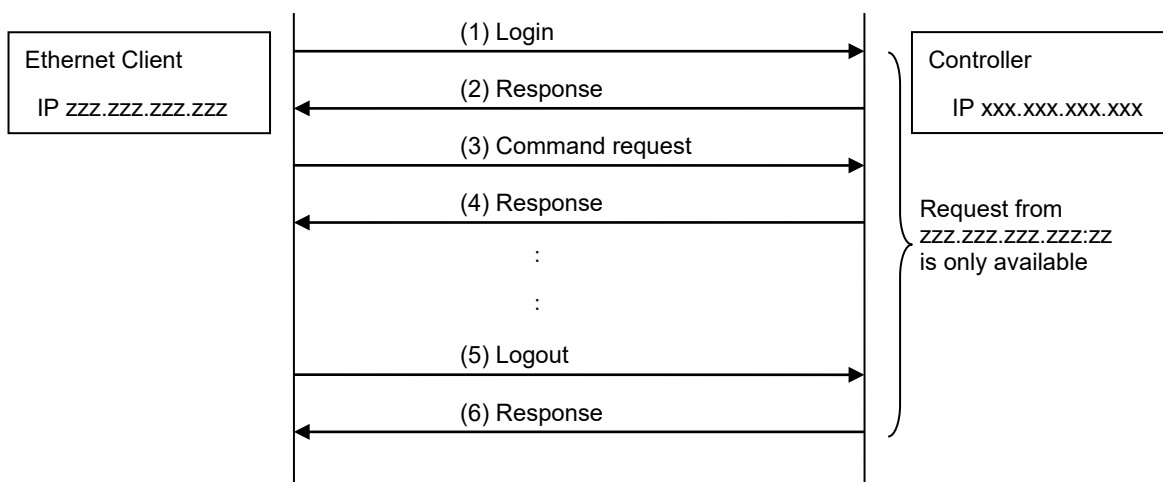 Ethernet Client
IP zzz.zzz.zzz.zzz
(1) Login
(2) Response
(3) Command request
(4) Response
:
:
(5) Logout
(6) Response
Controller
IP xxx.xxx.xxx.xxx
Request from
zzz.zzz.zzz.zzz:zz
is only available